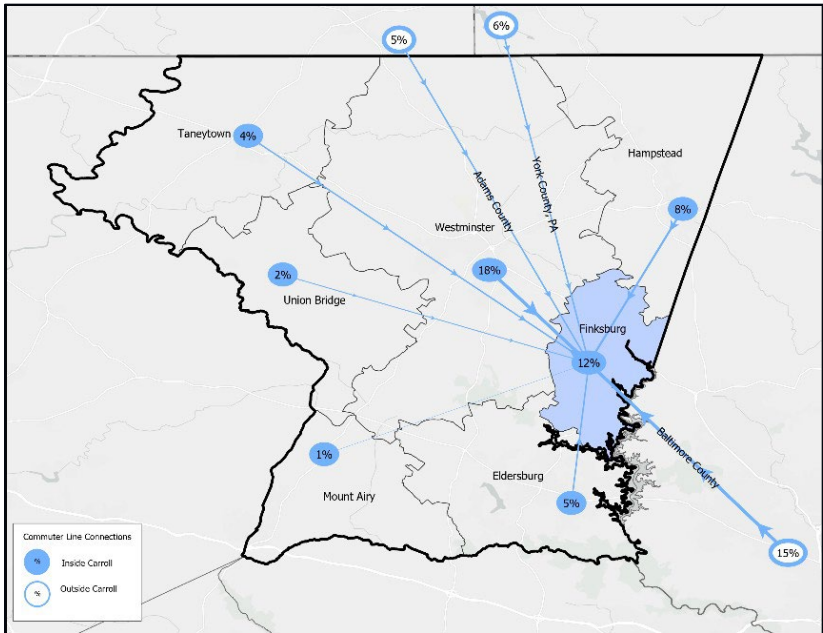 6%
5%
Taneytown
4%
Hampstead
Adams County
York County, PA
8%
Westminster
18%
2%
Union Bridge
Finksburg
12%
Baltimore County
1%
Mount Airy
Eldersburg
5%
15%
Commuter Line Connections
% Inside Carroll
% Outside Carroll